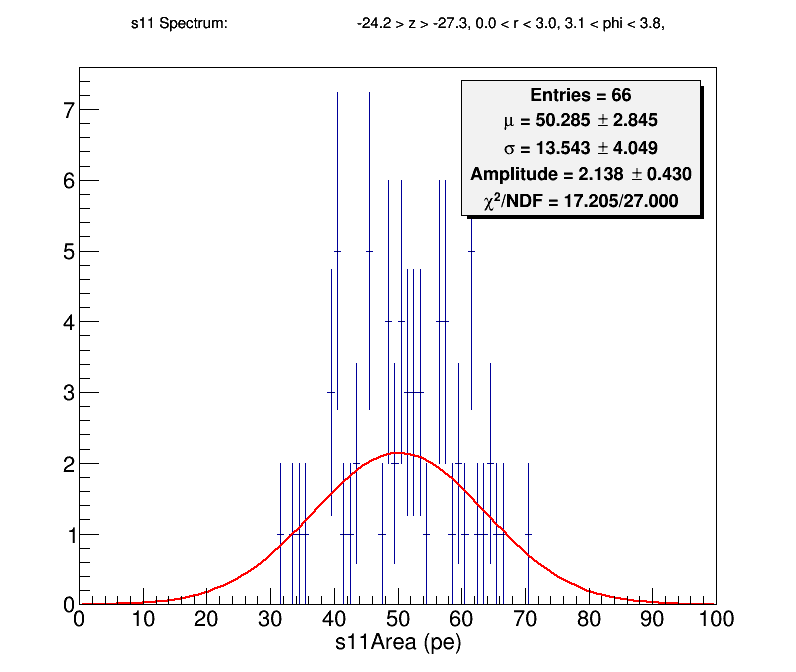 s11 Spectrum: -24.2 > z > -27.3, 0.0 < r < 3.0, 3.1 < phi < 3.8,
Entries = 66
μ = 50.285 ± 2.845
σ = 13.543 ± 4.049
Amplitude = 2.138 ± 0.430
χ²/NDF = 17.205/27.000
7
6
5
4
3
2
1
0
0 10 20 30 40 50 60 70 80 90 100
s11Area (pe)